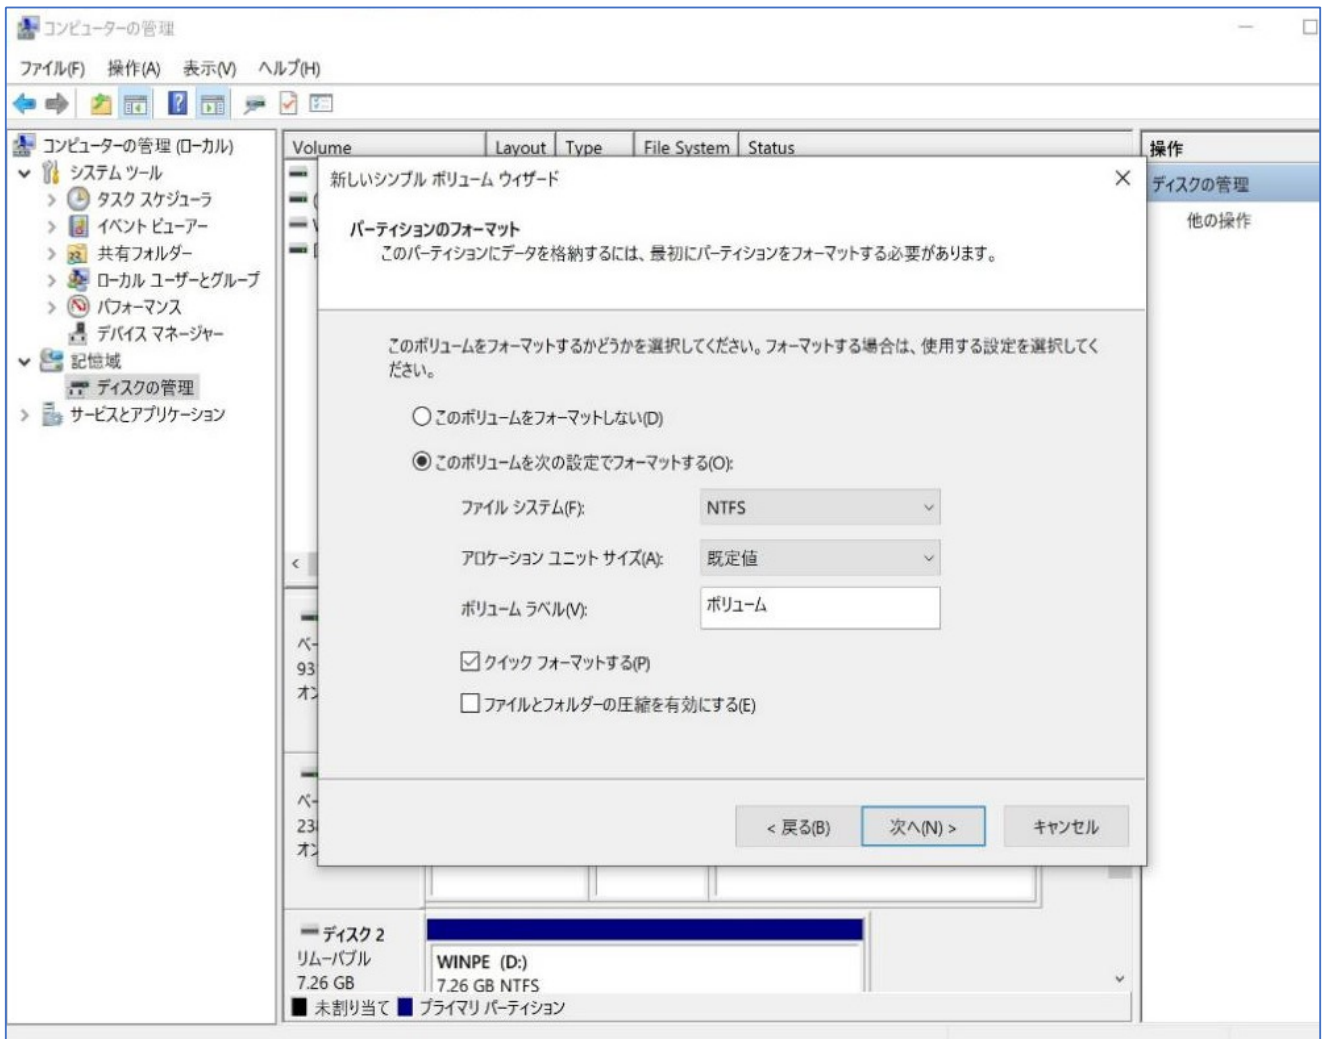 コンピューターの管理
ファイル(F) 操作(A) 表示(V) ヘルプ(H)
コンピューターの管理 (ローカル)
システム ツール
タスク スケジューラ
イベント ビューアー
共有フォルダー
ローカル ユーザーとグループ
パフォーマンス
デバイス マネージャー
記憶域
ディスクの管理
サービスとアプリケーション
Volume Layout Type File System Status
新しいシンプル ボリューム ウィザード
パーティションのフォーマット
このパーティションにデータを格納するには、最初にパーティションをフォーマットする必要があります。
このボリュームをフォーマットするかどうかを選択してください。フォーマットする場合は、使用する設定を選択してく
ださい。
このボリュームをフォーマットしない(D)
このボリュームを次の設定でフォーマットする(O):
ファイル システム(F): NTFS
アロケーション ユニット サイズ(A): 既定値
ボリューム ラベル(V): ボリューム
クイック フォーマットする(P)
ファイルとフォルダーの圧縮を有効にする(E)
< 戻る(B) 次へ(N) > キャンセル
ディスク 2
リムーバブル
7.26 GB
WINPE (D:)
7.26 GB NTFS
未割り当て プライマリ パーティション
操作
ディスクの管理
他の操作